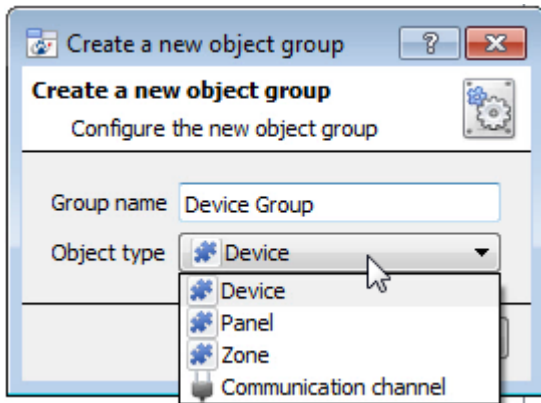 Create a new object group
Create a new object group
Configure the new object group
Group name Device Group
Object type Device
Device
Panel
Zone
Communication channel